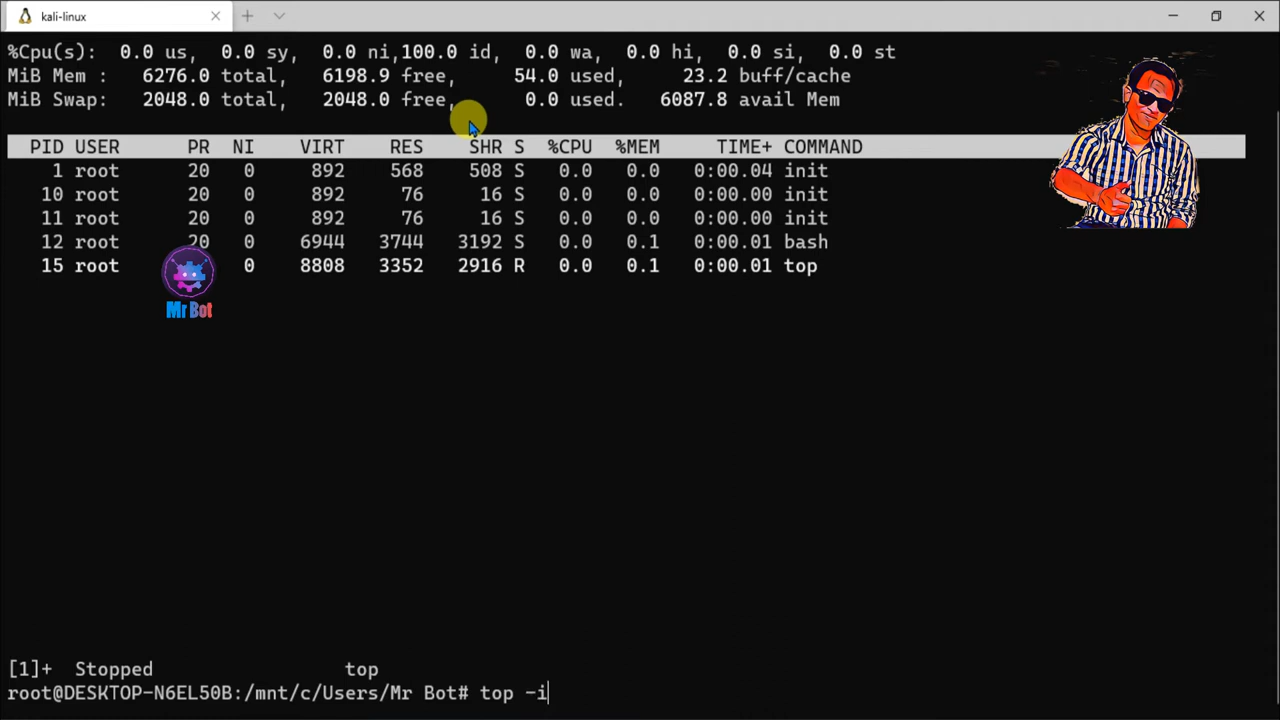 kali-linux
%Cpu(s):  0.0 us,  0.0 sy,  0.0 ni,100.0 id,  0.0 wa,  0.0 hi,  0.0 si,  0.0 st
MiB Mem :  6276.0 total,  6198.9 free,  54.0 used,  23.2 buff/cache
MiB Swap:  2048.0 total,  2048.0 free,  0.0 used.  6087.8 avail Mem
PID USER PR NI VIRT RES SHR S %CPU %MEM TIME+ COMMAND
1 root 20 0 892 568 508 S 0.0 0.0 0:00.04 init
10 root 20 0 892 76 16 S 0.0 0.0 0:00.00 init
11 root 20 0 892 76 16 S 0.0 0.0 0:00.00 init
12 root 20 0 6944 3744 3192 S 0.0 0.1 0:00.01 bash
15 root 0 8808 3352 2916 R 0.0 0.1 0:00.01 top
Mr Bot
[1]+  Stopped                 top
root@DESKTOP-N6EL50B:/mnt/c/Users/Mr Bot# top -i